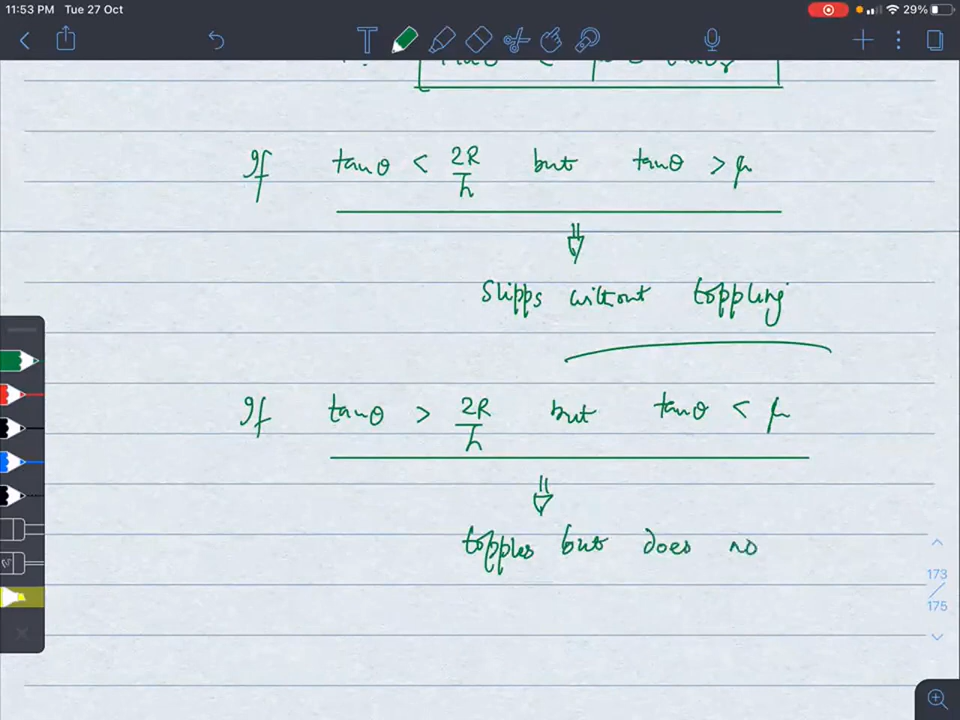 11:53 PM Tue 27 Oct
29%
If tanθ < 2R/h but tanθ > μ
Slipps without toppling
If tanθ > 2R/h but tanθ < μ
topples but does no
173
/
175